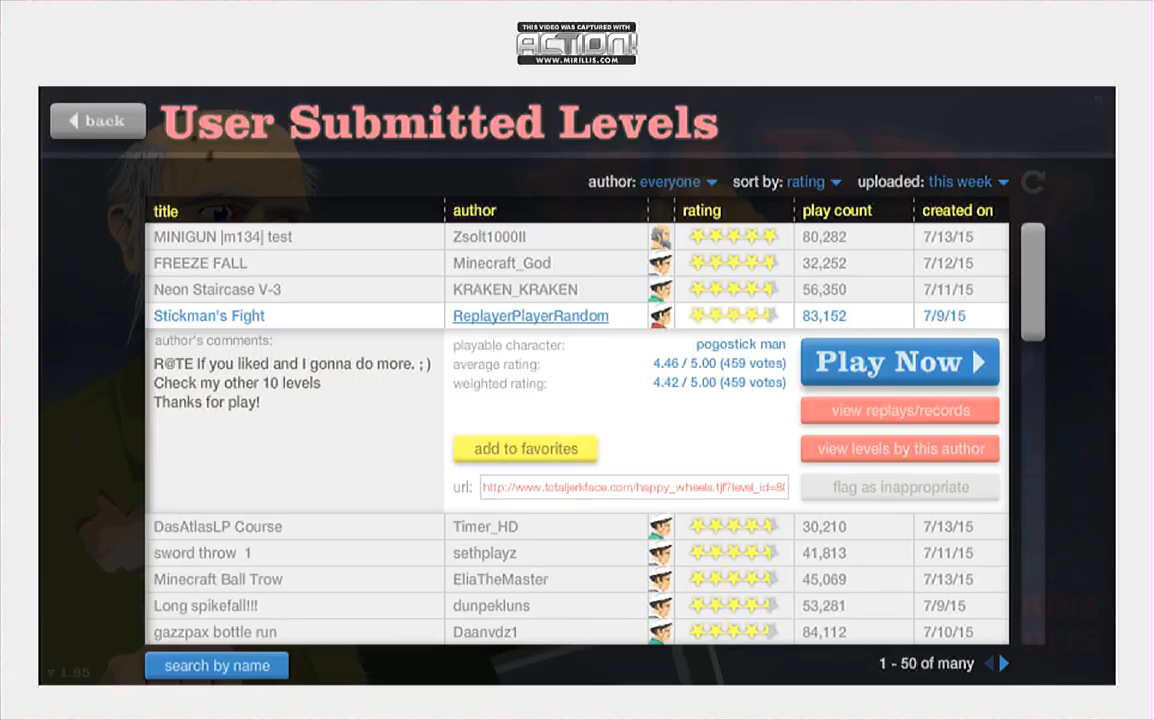 THIS VIDEO WAS CAPTURED WITH
ACTION!
WWW.MIRILLIS.COM
back
User Submitted Levels
author: everyone sort by: rating uploaded: this week
title author rating play count created on
MINIGUN |m134| test Zsolt1000II 80,282 7/13/15
FREEZE FALL Minecraft_God 32,252 7/12/15
Neon Staircase V-3 KRAKEN_KRAKEN 56,350 7/11/15
Stickman's Fight ReplayerPlayerRandom 83,152 7/9/15
author's comments:
R@TE If you liked and I gonna do more. ; )
Check my other 10 levels
Thanks for play!
playable character: pogostick man
average rating: 4.46 / 5.00 (459 votes)
weighted rating: 4.42 / 5.00 (459 votes)
add to favorites
url: http://www.totaljerkface.com/happy_wheels.tjf?level_id=8
Play Now
view replays/records
view levels by this author
flag as inappropriate
DasAtlasLP Course Timer_HD 30,210 7/13/15
sword throw 1 sethplayz 41,813 7/11/15
Minecraft Ball Trow EliaTheMaster 45,069 7/13/15
Long spikefall!!! dunpekluns 53,281 7/9/15
gazzpax bottle run Daanvdz1 84,112 7/10/15
search by name
1 - 50 of many
v 1.85